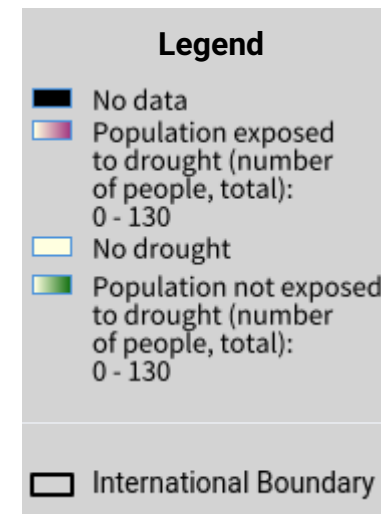 Legend
No data
Population exposed
to drought (number
of people, total):
0 - 130
No drought
Population not exposed
to drought (number
of people, total):
0 - 130
International Boundary